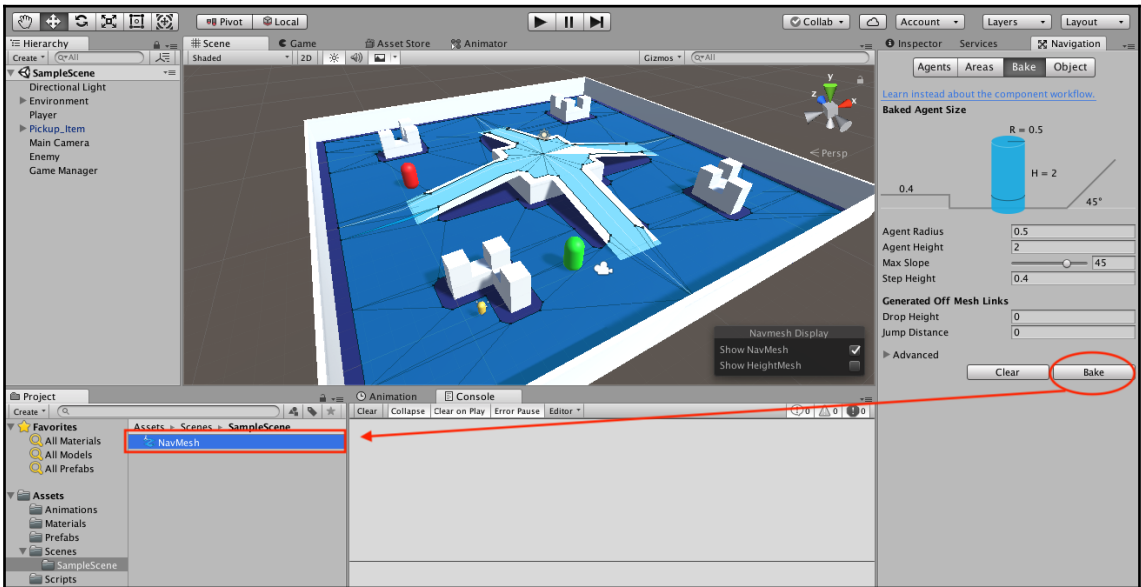 Pivot Local Collab Account Layers Layout
Hierarchy
Create All
SampleScene
Directional Light
Environment
Player
Pickup_Item
Main Camera
Enemy
Game Manager
Scene Game Asset Store Animator
Shaded 2D Gizmos All
y
z x
Persp
Navmesh Display
Show NavMesh
Show HeightMesh
Inspector Services Navigation
Agents Areas Bake Object
Learn instead about the component workflow.
Baked Agent Size
R = 0.5
H = 2
0.4
45°
Agent Radius 0.5
Agent Height 2
Max Slope 45
Step Height 0.4
Generated Off Mesh Links
Drop Height 0
Jump Distance 0
Advanced
Clear Bake
Project
Create
Favorites
All Materials
All Models
All Prefabs
Assets
Animations
Materials
Prefabs
Scenes
SampleScene
Scripts
Assets Scenes SampleScene
NavMesh
Animation Console
Clear Collapse Clear on Play Error Pause Editor 0 0 0